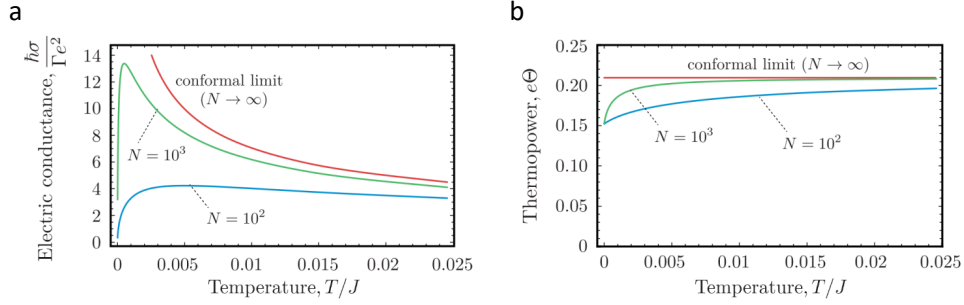 a
Electric conductance, ħσ/Γe²
14
12
10
8
6
4
2
0
conformal limit
(N → ∞)
N = 10³
N = 10²
0
0.005
0.01
0.015
0.02
0.025
Temperature, T/J
b
Thermopower, eΘ
0.25
0.20
0.15
0.10
0.05
0
conformal limit (N → ∞)
N = 10³
N = 10²
0
0.005
0.01
0.015
0.02
0.025
Temperature, T/J